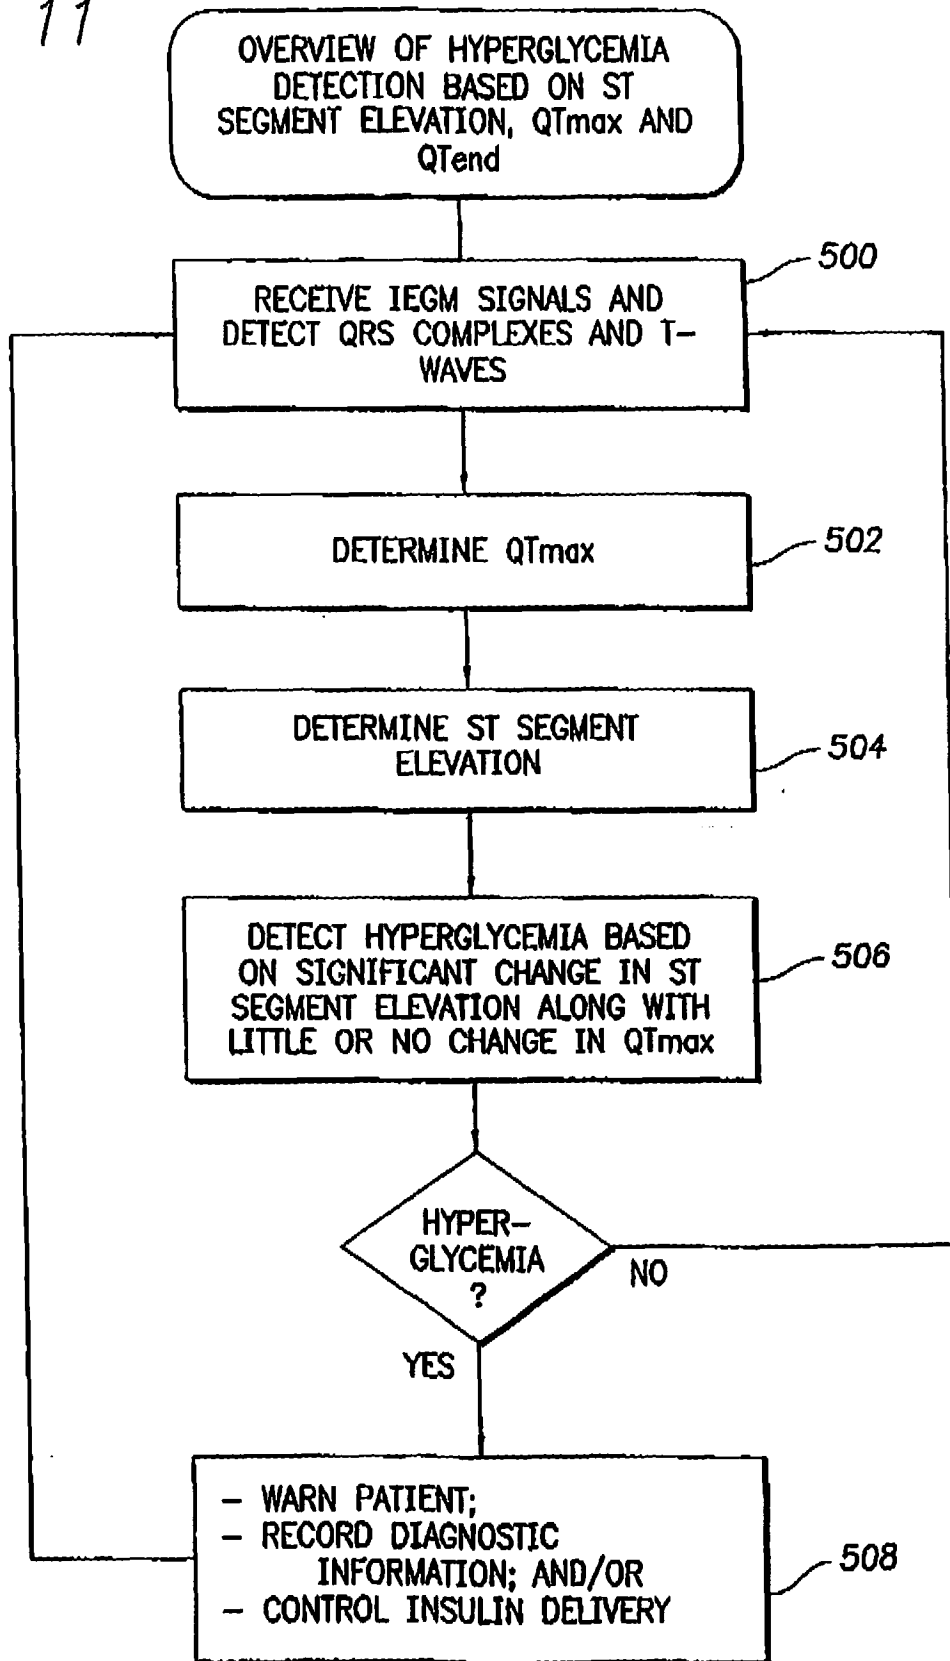 11
OVERVIEW OF HYPERGLYCEMIA
DETECTION BASED ON ST
SEGMENT ELEVATION, QTmax AND
QTend
500
RECEIVE IEGM SIGNALS AND
DETECT QRS COMPLEXES AND T-
WAVES
DETERMINE QTmax
502
DETERMINE ST SEGMENT
ELEVATION
504
DETECT HYPERGLYCEMIA BASED
ON SIGNIFICANT CHANGE IN ST
SEGMENT ELEVATION ALONG WITH
LITTLE OR NO CHANGE IN QTmax
506
HYPER-
GLYCEMIA
?
NO
YES
- WARN PATIENT;
- RECORD DIAGNOSTIC
INFORMATION; AND/OR
- CONTROL INSULIN DELIVERY
508